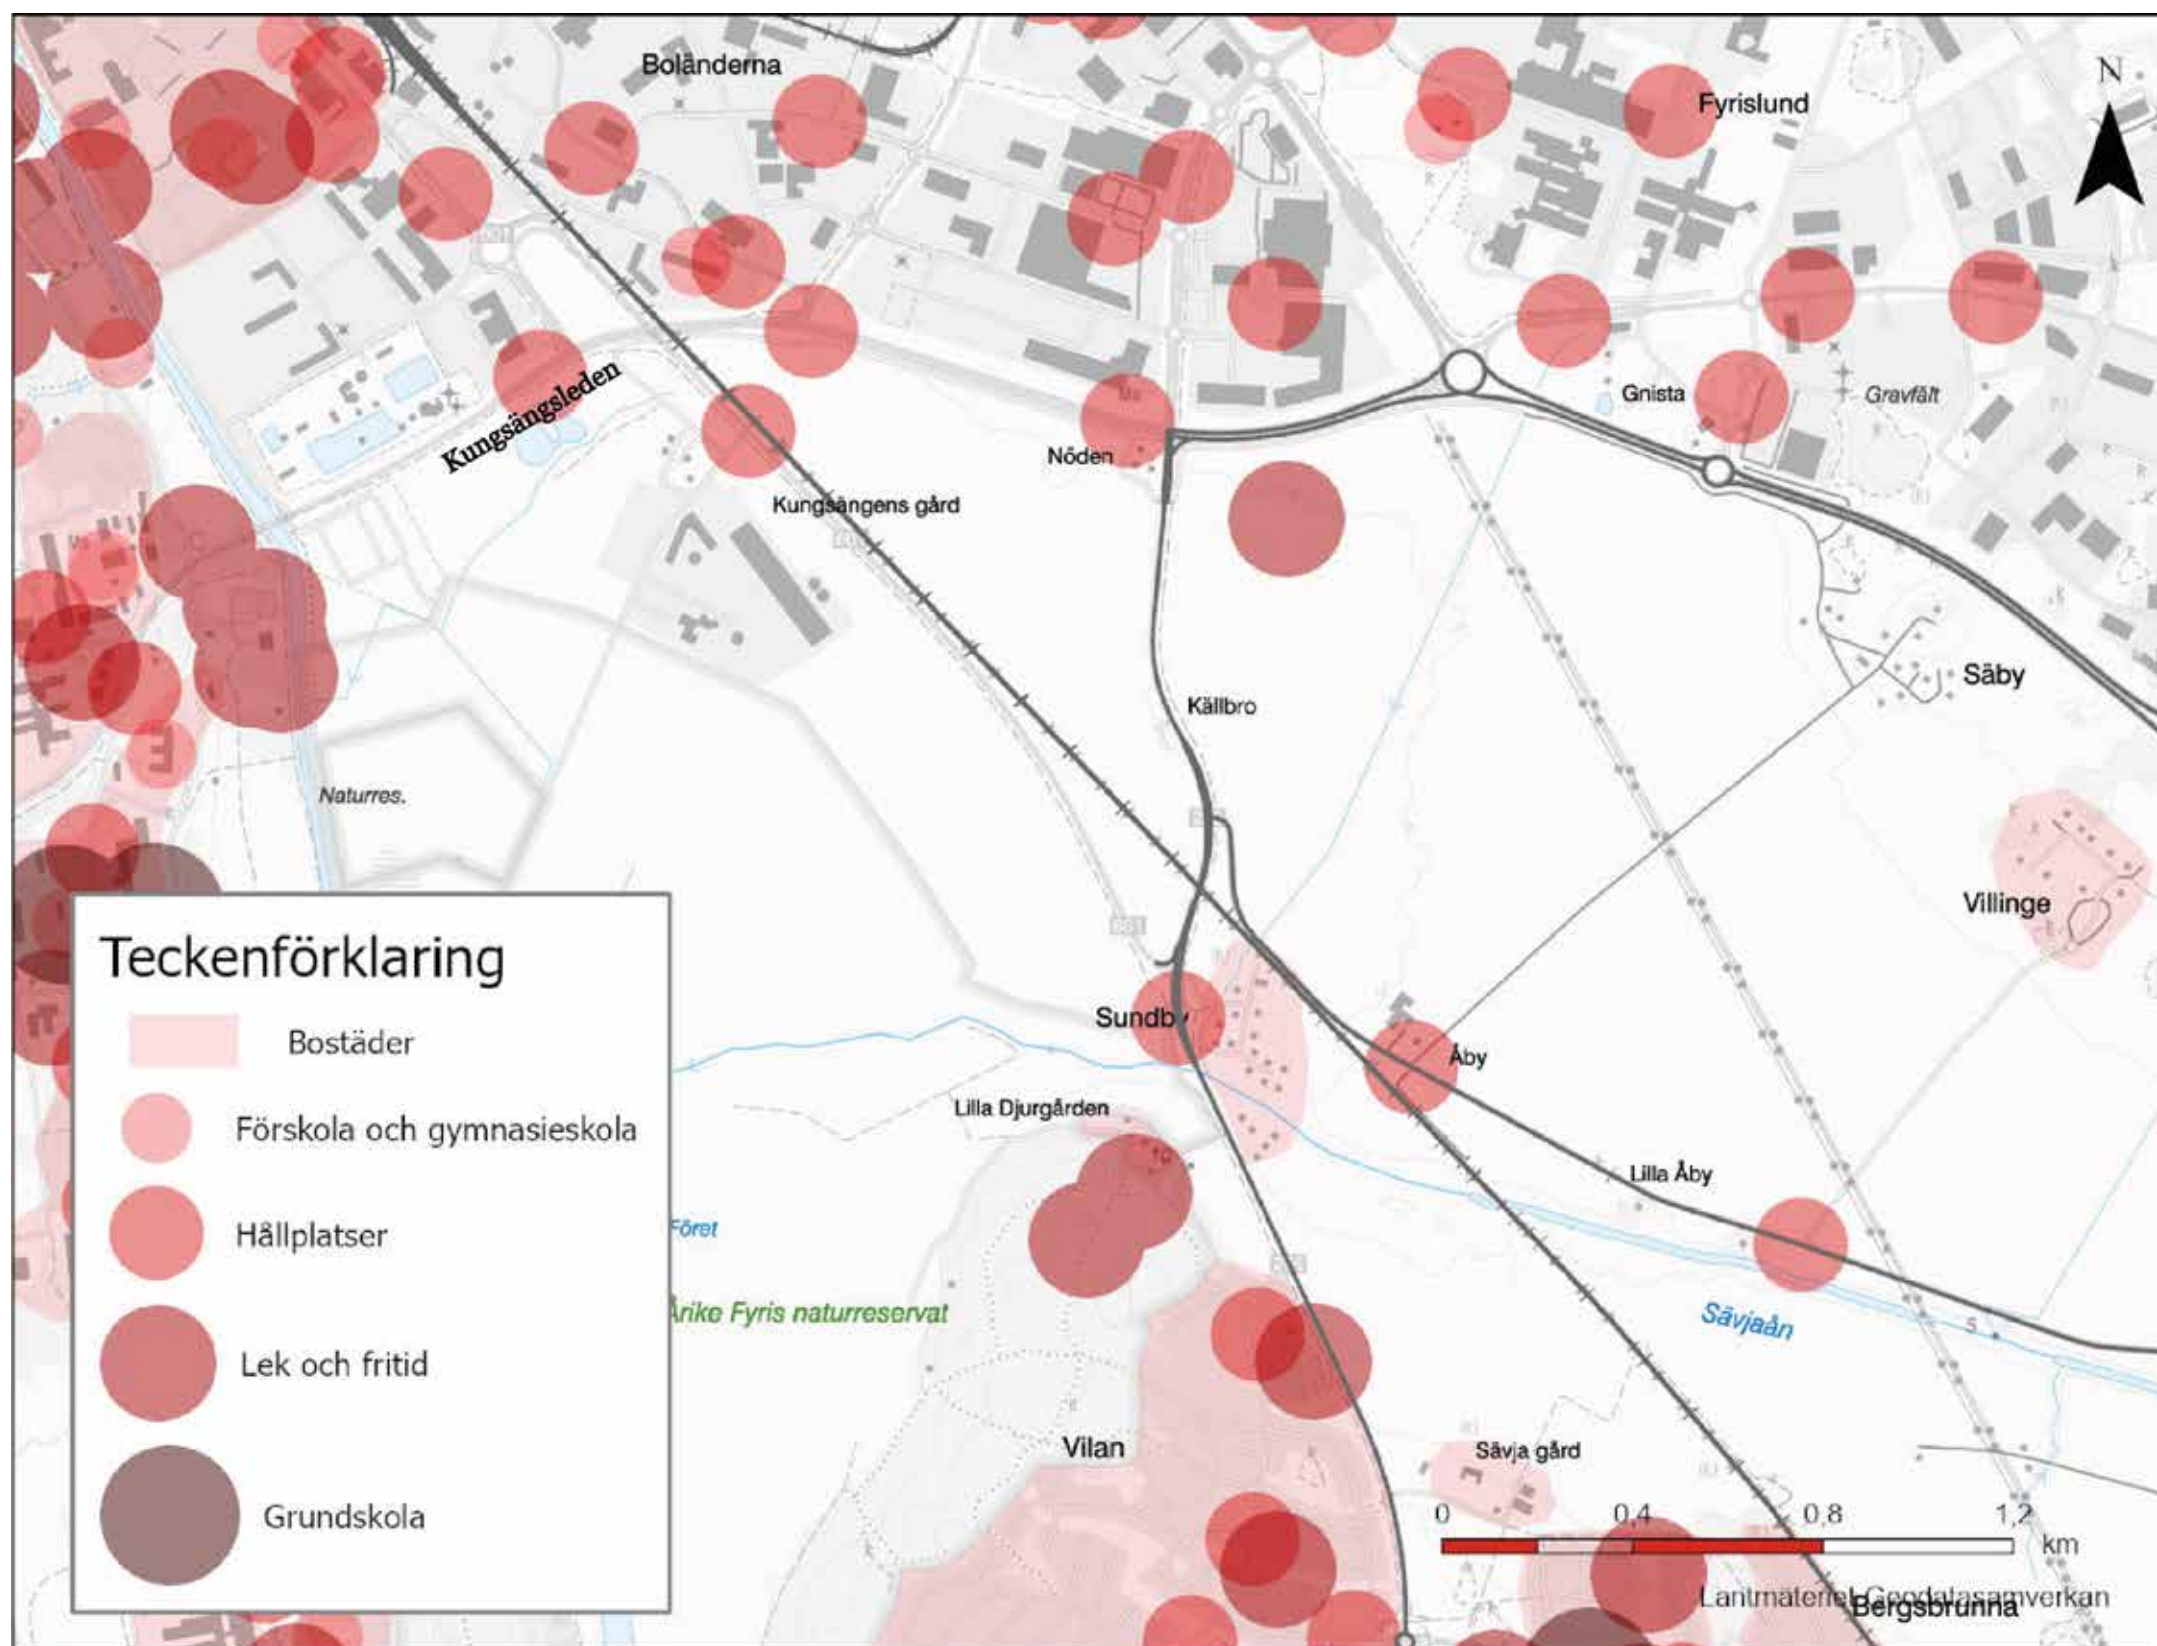 Boländerna
Fyrislund
N
Kungsängsleden
Gnista
Gravfält
Nöden
Kungsängens gård
Säby
Källbro
Naturres.
Villinge
Sundby
Åby
Lilla Djurgården
Lilla Åby
Föret
Årike Fyris naturreservat
Sävjaån
Vilan
Sävja gård
Teckenförklaring
Bostäder
Förskola och gymnasieskola
Hållplatser
Lek och fritid
Grundskola
0 0,4 0,8 1,2
km
Lantmäteriet Geodatasamverkan
Bergsbrunna